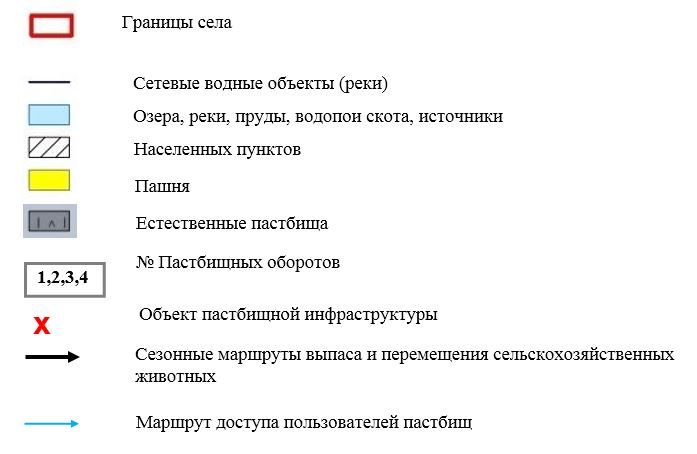 Границы села
Сетевые водные объекты (реки)
Озера, реки, пруды, водопои скота, источники
Населенных пунктов
Пашня
Естественные пастбища
1,2,3,4
№ Пастбищных оборотов
X
Объект пастбищной инфраструктуры
Сезонные маршруты выпаса и перемещения сельскохозяйственных
животных
Маршрут доступа пользователей пастбищ